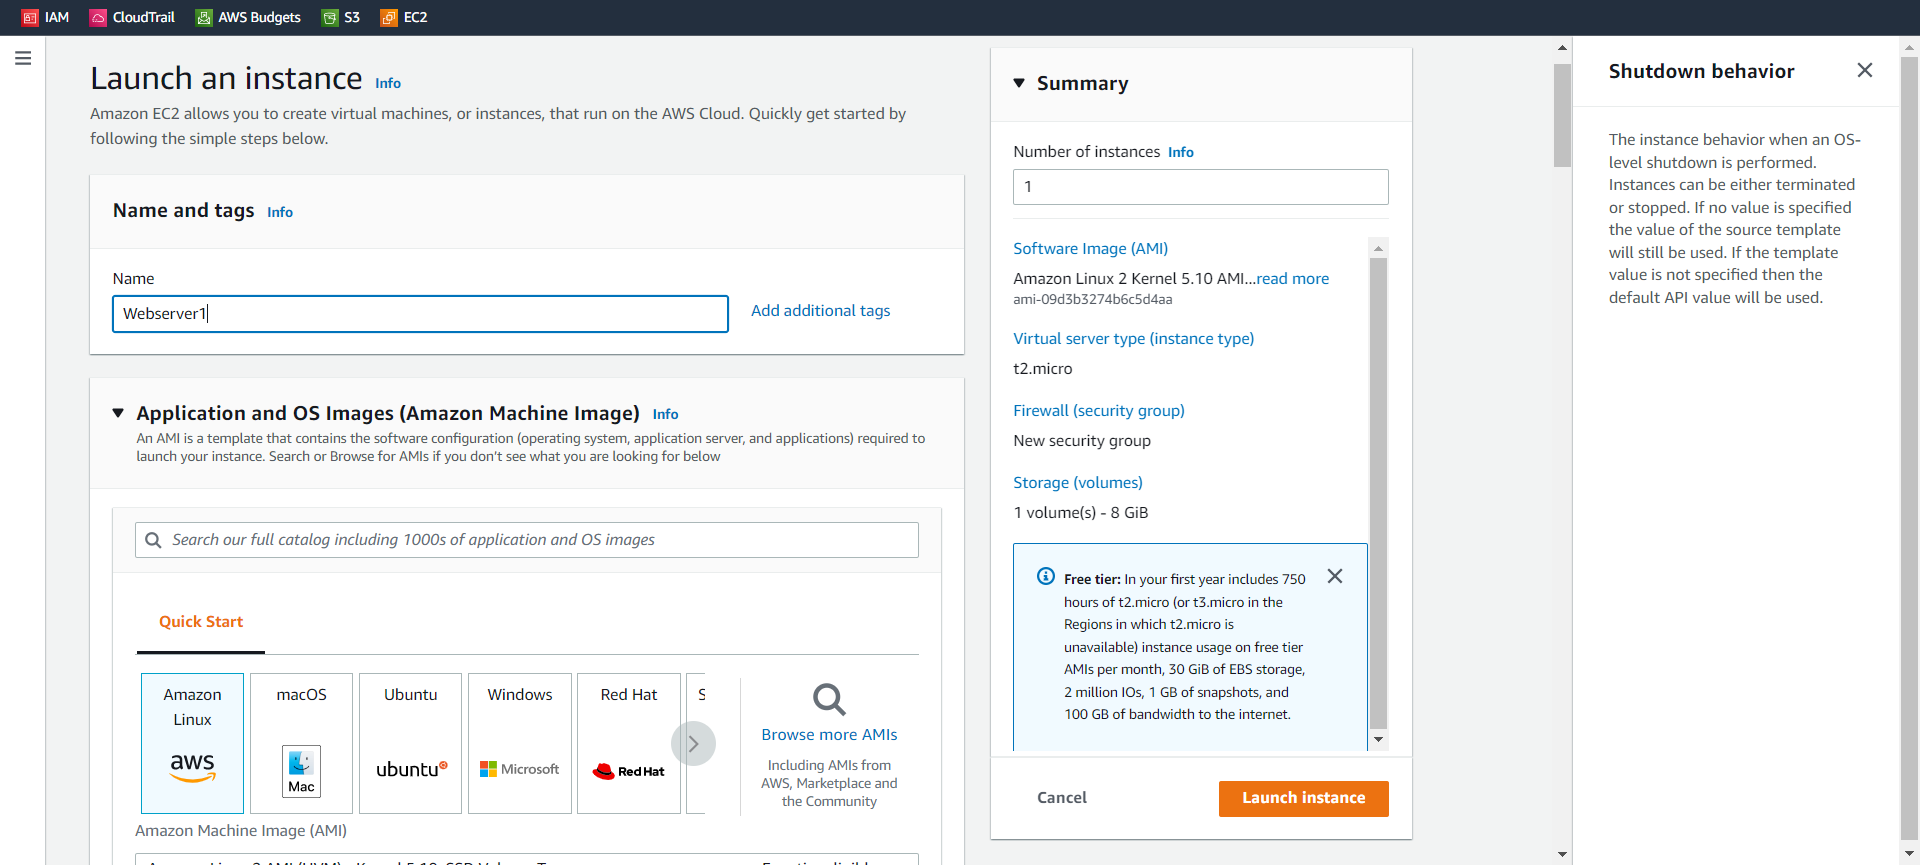 IAM CloudTrail AWS Budgets S3 EC2
Launch an instance Info
Amazon EC2 allows you to create virtual machines, or instances, that run on the AWS Cloud. Quickly get started by
following the simple steps below.
Name and tags Info
Name
Webserver1
Add additional tags
Application and OS Images (Amazon Machine Image) Info
An AMI is a template that contains the software configuration (operating system, application server, and applications) required to
launch your instance. Search or Browse for AMIs if you don't see what you are looking for below
Search our full catalog including 1000s of application and OS images
Quick Start
Amazon
Linux
aws
macOS
Mac
Ubuntu
ubuntu
Windows
Microsoft
Red Hat
Red Hat
S
Browse more AMIs
Including AMIs from
AWS, Marketplace and
the Community
Amazon Machine Image (AMI)
Summary
Number of instances Info
1
Software Image (AMI)
Amazon Linux 2 Kernel 5.10 AMI...read more
ami-09d3b3274b6c5d4aa
Virtual server type (instance type)
t2.micro
Firewall (security group)
New security group
Storage (volumes)
1 volume(s) - 8 GiB
Free tier: In your first year includes 750
hours of t2.micro (or t3.micro in the
Regions in which t2.micro is
unavailable) instance usage on free tier
AMIs per month, 30 GiB of EBS storage,
2 million IOs, 1 GB of snapshots, and
100 GB of bandwidth to the internet.
Cancel
Launch instance
Shutdown behavior
The instance behavior when an OS-
level shutdown is performed.
Instances can be either terminated
or stopped. If no value is specified
the value of the source template
will still be used. If the template
value is not specified then the
default API value will be used.